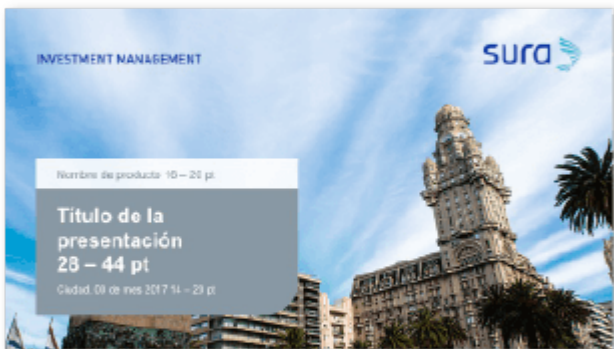 INVESTMENT MANAGEMENT
sura
Nombre de producto 16 – 20 pt
Título de la
presentación
28 – 44 pt
Ciudad, 00 de mes 2017 14 – 20 pt